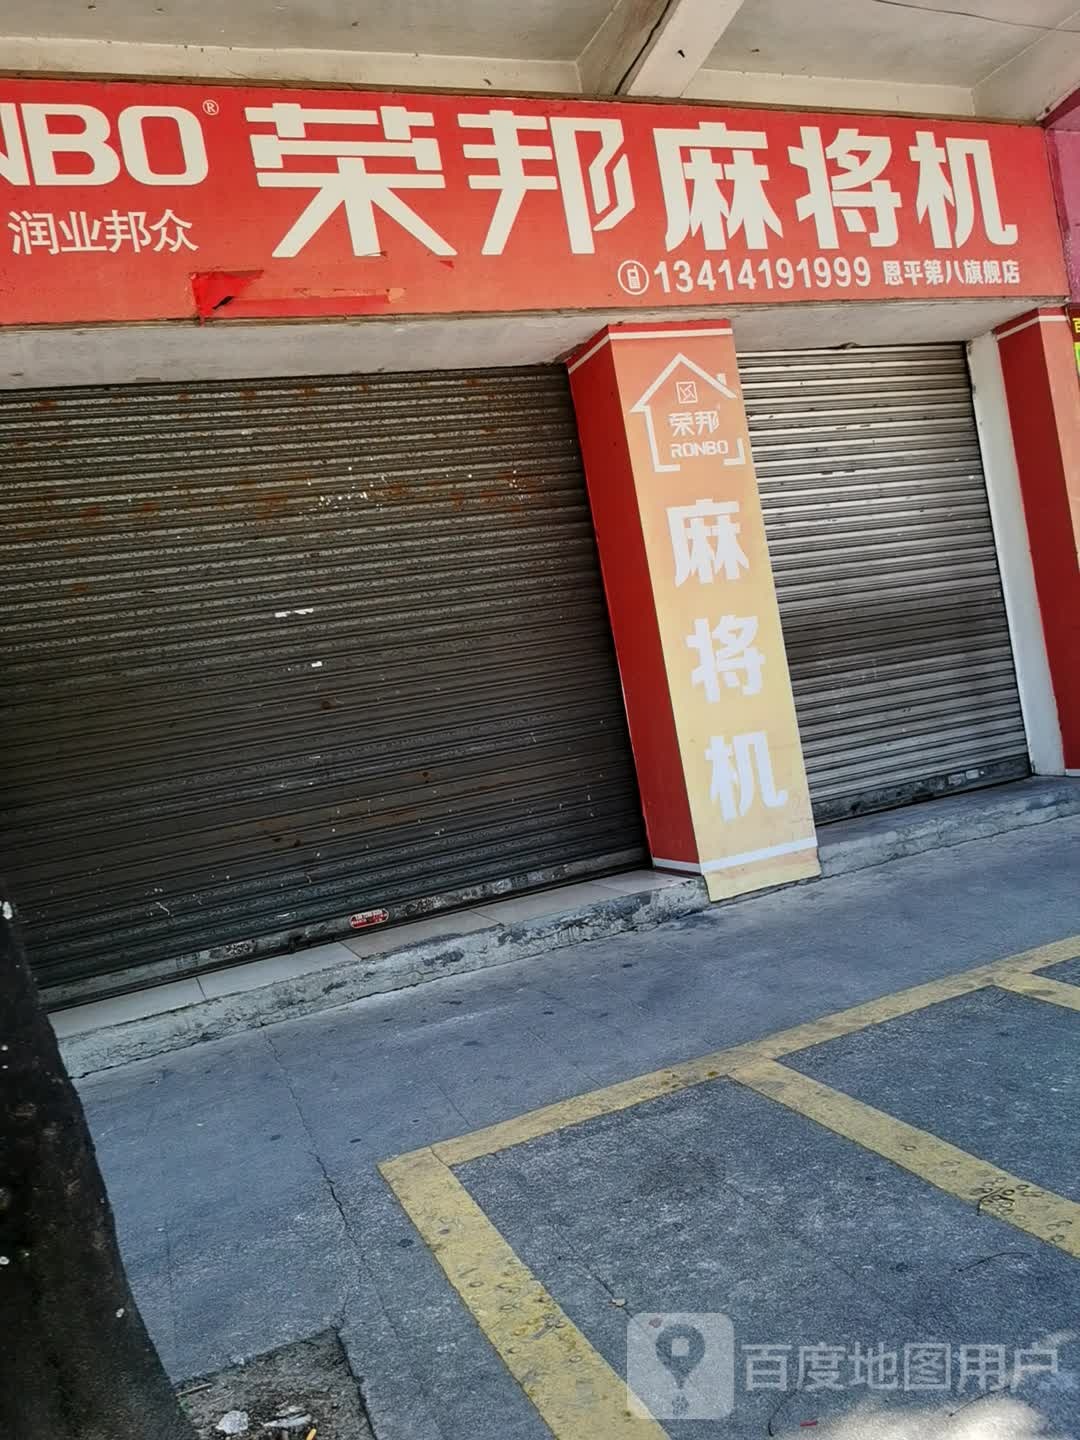 NBO® 荣邦麻将机
润业邦众
13414191999 恩平第八旗舰店
荣邦
RONBO
麻将机
百度地图用户